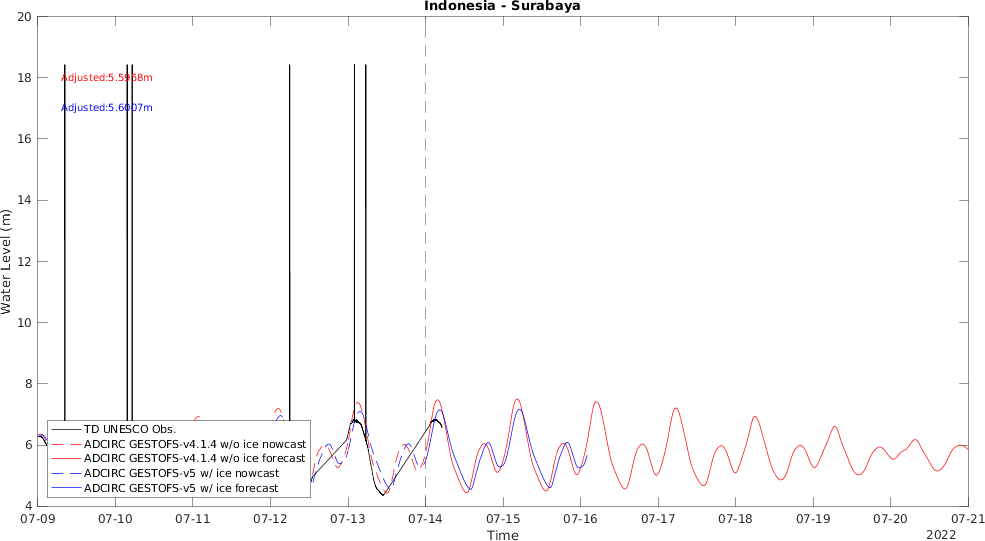 Indonesia - Surabaya
20
18
16
14
12
10
8
6
4
Water Level (m)
Adjusted:5.5968m
Adjusted:5.6007m
TD UNESCO Obs.
ADCIRC GESTOFS-v4.1.4 w/o ice nowcast
ADCIRC GESTOFS-v4.1.4 w/o ice forecast
ADCIRC GESTOFS-v5 w/ ice nowcast
ADCIRC GESTOFS-v5 w/ ice forecast
07-09 07-10 07-11 07-12 07-13 07-14 07-15 07-16 07-17 07-18 07-19 07-20 07-21
Time
2022